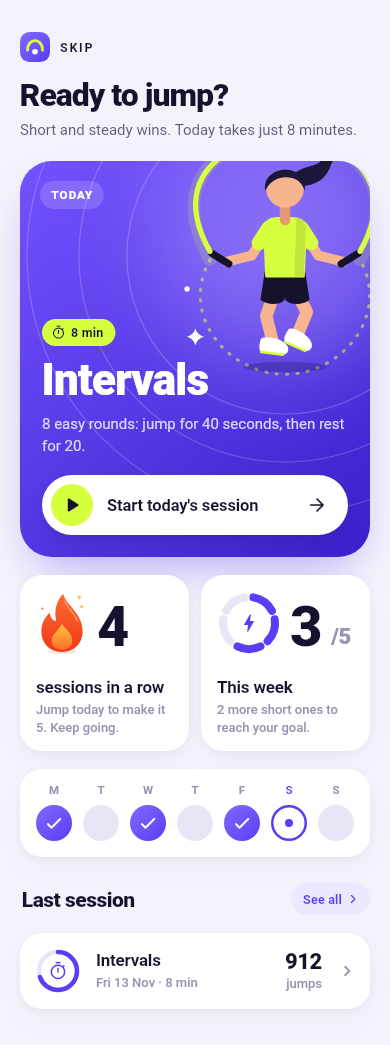 SKIP
Ready to jump?
Short and steady wins. Today takes just 8 minutes.
TODAY
8 min
Intervals
8 easy rounds: jump for 40 seconds, then rest
for 20.
Start today's session
4
sessions in a row
Jump today to make it
5. Keep going.
3 /5
This week
2 more short ones to
reach your goal.
M T W T F S S
Last session
See all
Intervals
Fri 13 Nov · 8 min
912
jumps